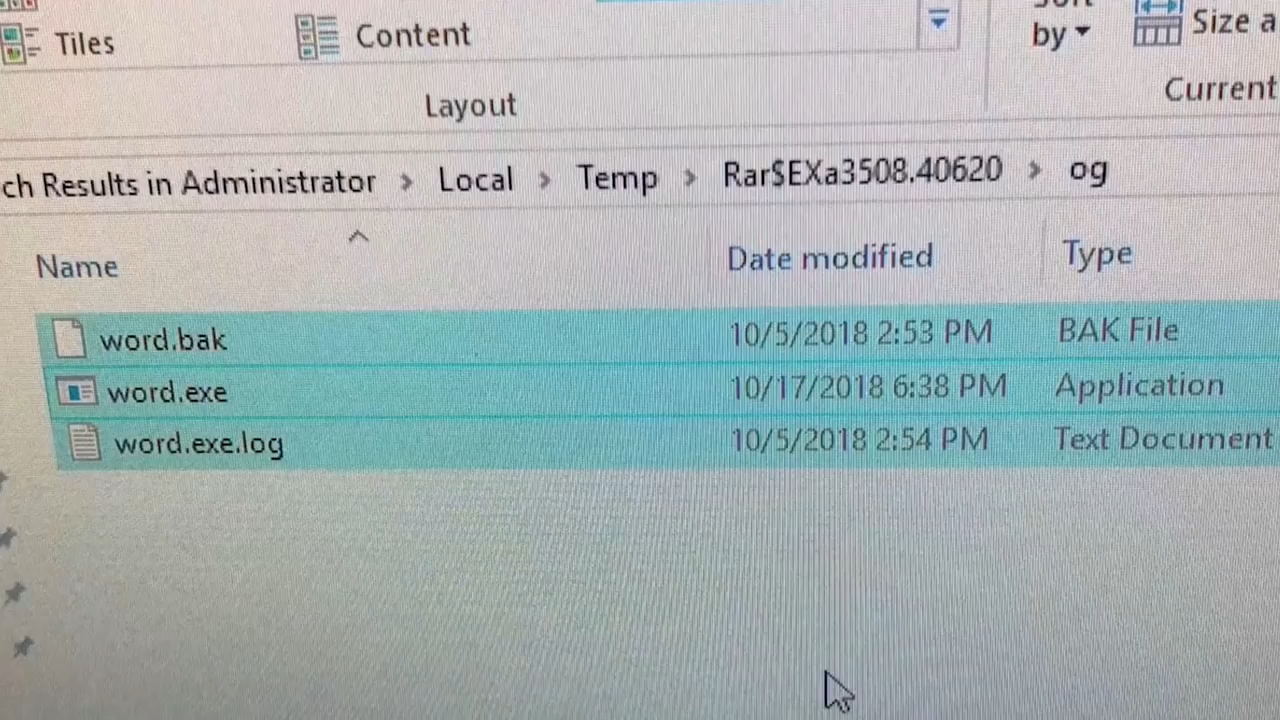 Tiles
Content
by
Size a
Layout
Current
ch Results in Administrator > Local > Temp > Rar$EXa3508.40620 > og
Name Date modified Type
word.bak 10/5/2018 2:53 PM BAK File
word.exe 10/17/2018 6:38 PM Application
word.exe.log 10/5/2018 2:54 PM Text Document